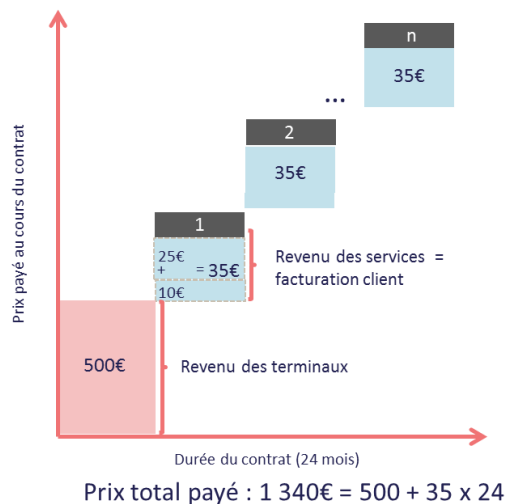 n
35€
...
2
35€
1
25€
+
= 35€
10€
Revenu des services =
facturation client
500€
Revenu des terminaux
Prix payé au cours du contrat
Durée du contrat (24 mois)
Prix total payé : 1 340€ = 500 + 35 x 24